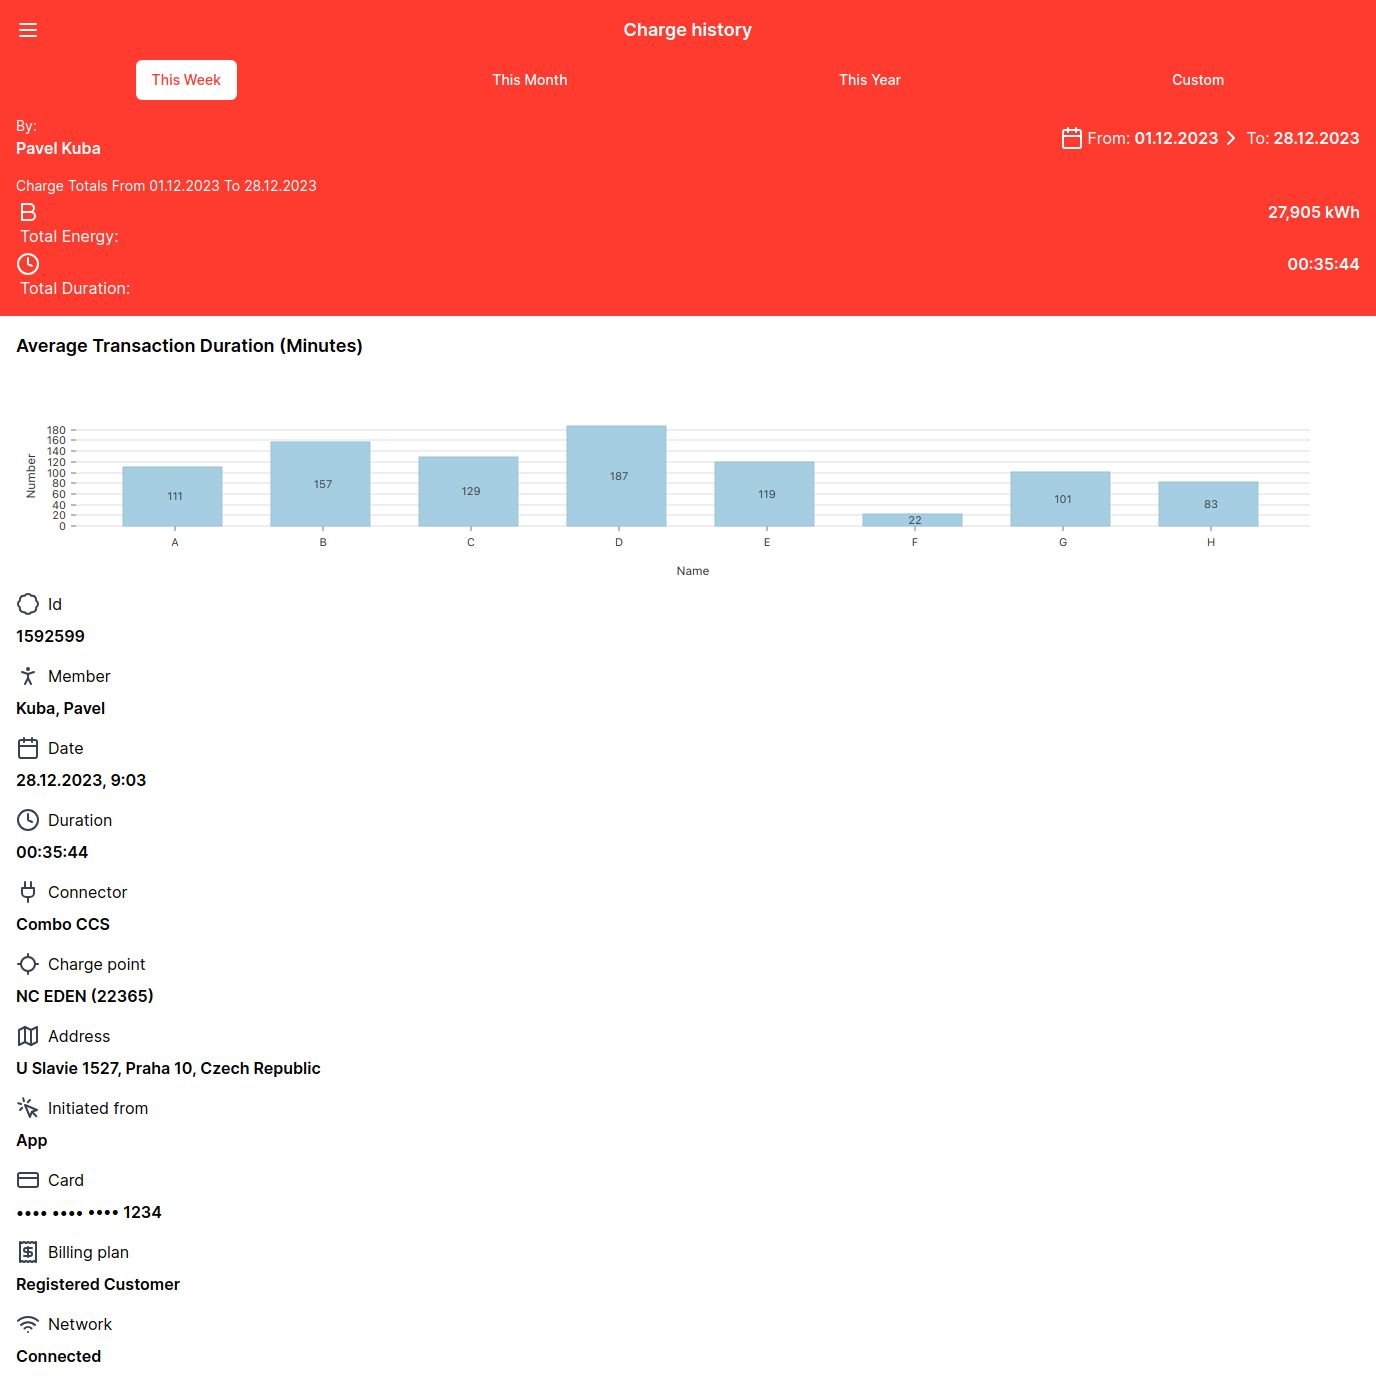 Charge history
This Week This Month This Year Custom
By:
Pavel Kuba
From: 01.12.2023 To: 28.12.2023
Charge Totals From 01.12.2023 To 28.12.2023
27,905 kWh
Total Energy:
00:35:44
Total Duration:
Average Transaction Duration (Minutes)
Number
180
160
140
120
100
80
60
40
20
0
111 157 129 187 119 22 101 83
A B C D E F G H
Name
Id
1592599
Member
Kuba, Pavel
Date
28.12.2023, 9:03
Duration
00:35:44
Connector
Combo CCS
Charge point
NC EDEN (22365)
Address
U Slavie 1527, Praha 10, Czech Republic
Initiated from
App
Card
•••• •••• •••• 1234
Billing plan
Registered Customer
Network
Connected